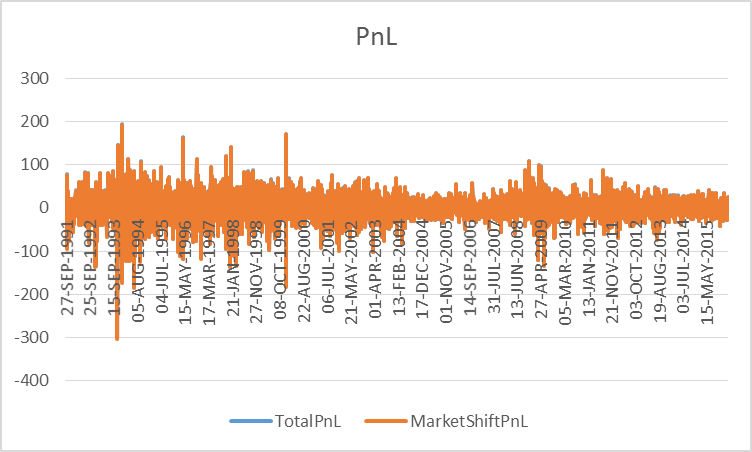 PnL
300
200
100
0
-100
-200
-300
-400
27-SEP-1991
25-SEP-1992
15-SEP-1993
05-AUG-1994
04-JUL-1995
15-MAY-1996
17-MAR-1997
21-JAN-1998
27-NOV-1998
08-OCT-1999
22-AUG-2000
06-JUL-2001
21-MAY-2002
01-APR-2003
13-FEB-2004
17-DEC-2004
01-NOV-2005
14-SEP-2006
31-JUL-2007
13-JUN-2008
27-APR-2009
05-MAR-2010
13-JAN-2011
21-NOV-2011
03-OCT-2012
19-AUG-2013
03-JUL-2014
15-MAY-2015
TotalPnL
MarketShiftPnL